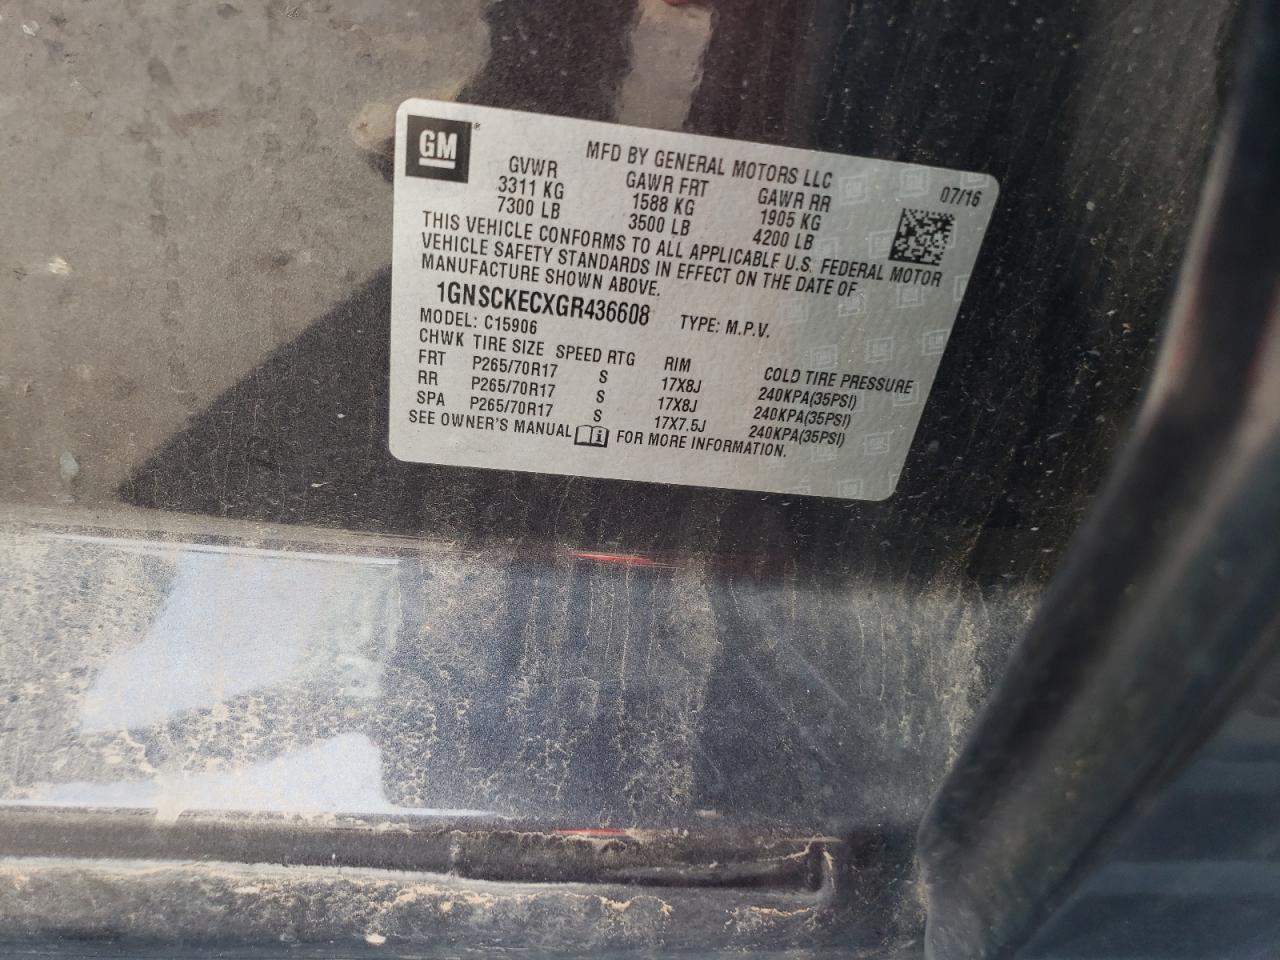 GM®
MFD BY GENERAL MOTORS LLC
07/16
GVWR GAWR FRT GAWR RR
3311 KG 1588 KG 1905 KG
7300 LB 3500 LB 4200 LB
THIS VEHICLE CONFORMS TO ALL APPLICABLE U.S. FEDERAL MOTOR
VEHICLE SAFETY STANDARDS IN EFFECT ON THE DATE OF
MANUFACTURE SHOWN ABOVE.
1GNSCKECXGR436608 TYPE: M.P.V.
MODEL: C15906
CHWK TIRE SIZE SPEED RTG RIM COLD TIRE PRESSURE
FRT P265/70R17 S 17X8J 240KPA(35PSI)
RR P265/70R17 S 17X8J 240KPA(35PSI)
SPA P265/70R17 S 17X7.5J 240KPA(35PSI)
SEE OWNER'S MANUAL FOR MORE INFORMATION.